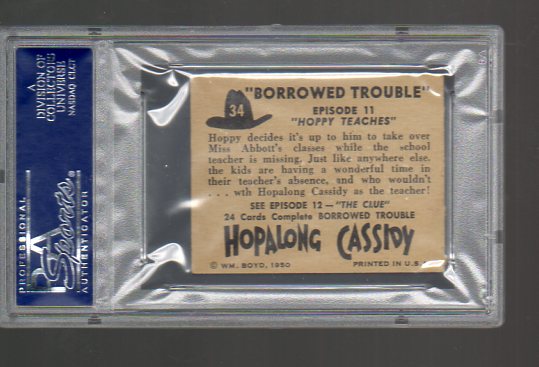 A
DIVISION OF
COLLECTORS
UNIVERSE
NASDAQ: CLCT
PROFESSIONAL
PSA
Sports
AUTHENTICATOR
34
"BORROWED TROUBLE"
EPISODE 11
"HOPPY TEACHES"
Hoppy decides it's up to him to take over
Miss Abbott's classes while the school
teacher is missing. Just like anywhere else.
the kids are having a wonderful time in
their teacher's absence, and who wouldn't
. . . wth Hopalong Cassidy as the teacher!
SEE EPISODE 12—"THE CLUE"
24 Cards Complete BORROWED TROUBLE
HOPALONG CASSIDY
© WM. BOYD, 1950
PRINTED IN U.S.A.